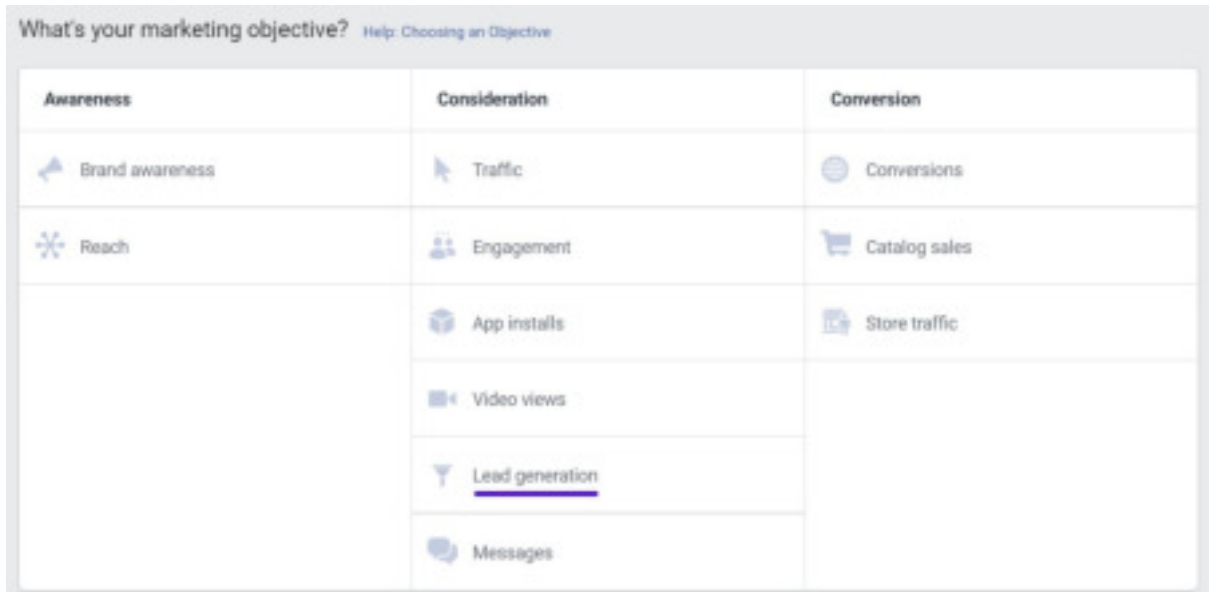 What's your marketing objective? Help: Choosing an Objective
Awareness
Consideration
Conversion
Brand awareness
Traffic
Conversions
Reach
Engagement
Catalog sales
App installs
Store traffic
Video views
Lead generation
Messages